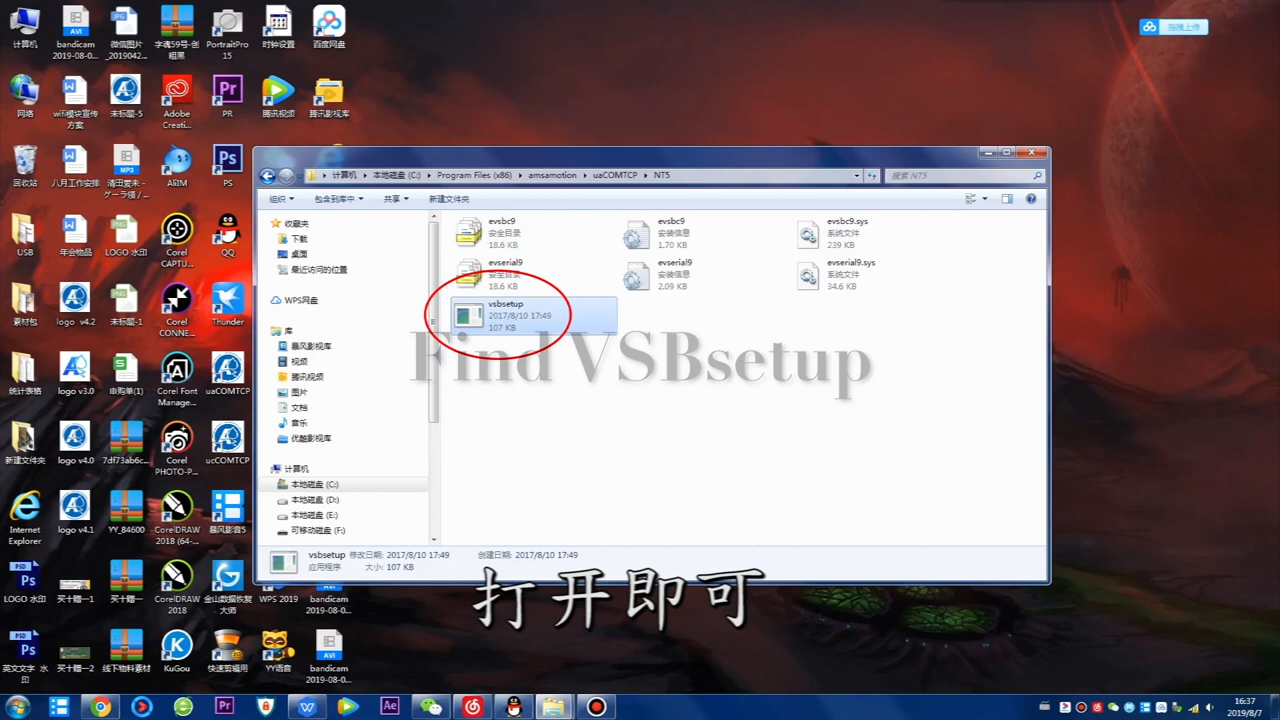 计算机
bandicam
2019-08-0...
微信图片
_2019042...
字魂59号-创
粗黑
PortraitPro
15
时钟设置
百度网盘
拖拽上传
网络
wifi模块宣传
方案
未标题-5
Adobe
Creati...
PR
腾讯视频
腾讯影视库
回收站
八月工作安排
清田愛未 -
ゲーラ領 / ...
AliIM
PS
USB
年会物品
LOGO 水印
Corel
CAPTU...
QQ
素材包
logo v4.2
未标题-1
Corel
CONNE...
Thunder
统计表格
logo v3.0
申购单(1)
Corel Font
Manage...
uaCOMTCP
新建文件夹
logo v4.0
7df73ab6c...
Corel
PHOTO-P...
ucCOMTCP
Internet
Explorer
logo v4.1
YY_84600
CorelDRAW
2018 (64-...
暴风影音5
LOGO 水印
买十赠一1
买十赠一
CorelDRAW
2018
金山数据恢复
大师
WPS 2019
bandicam
2019-08-0...
英文文字 水
印
买十赠一2
线下物料素材
KuGou
快速剪辑用
YY语音
bandicam
2019-08-0...
计算机 本地磁盘 (C:) Program Files (x86) amsamotion uaCOMTCP NT5
搜索 NT5
组织 包含到库中 共享 新建文件夹
收藏夹
下载
桌面
最近访问的位置
WPS网盘
库
暴风影视库
视频
腾讯视频
图片
文档
音乐
优酷影视库
计算机
本地磁盘 (C:)
本地磁盘 (D:)
本地磁盘 (E:)
可移动磁盘 (F:)
evsbc9
安全目录
18.6 KB
evsbc9
安装信息
1.70 KB
evsbc9.sys
系统文件
239 KB
evserial9
安全目录
18.6 KB
evserial9
安装信息
2.09 KB
evserial9.sys
系统文件
34.6 KB
vsbsetup
2017/8/10 17:49
107 KB
Find VSBsetup
vsbsetup 修改日期: 2017/8/10 17:49 创建日期: 2017/8/10 17:49
应用程序 大小: 107 KB
打开即可
16:37
2019/8/7